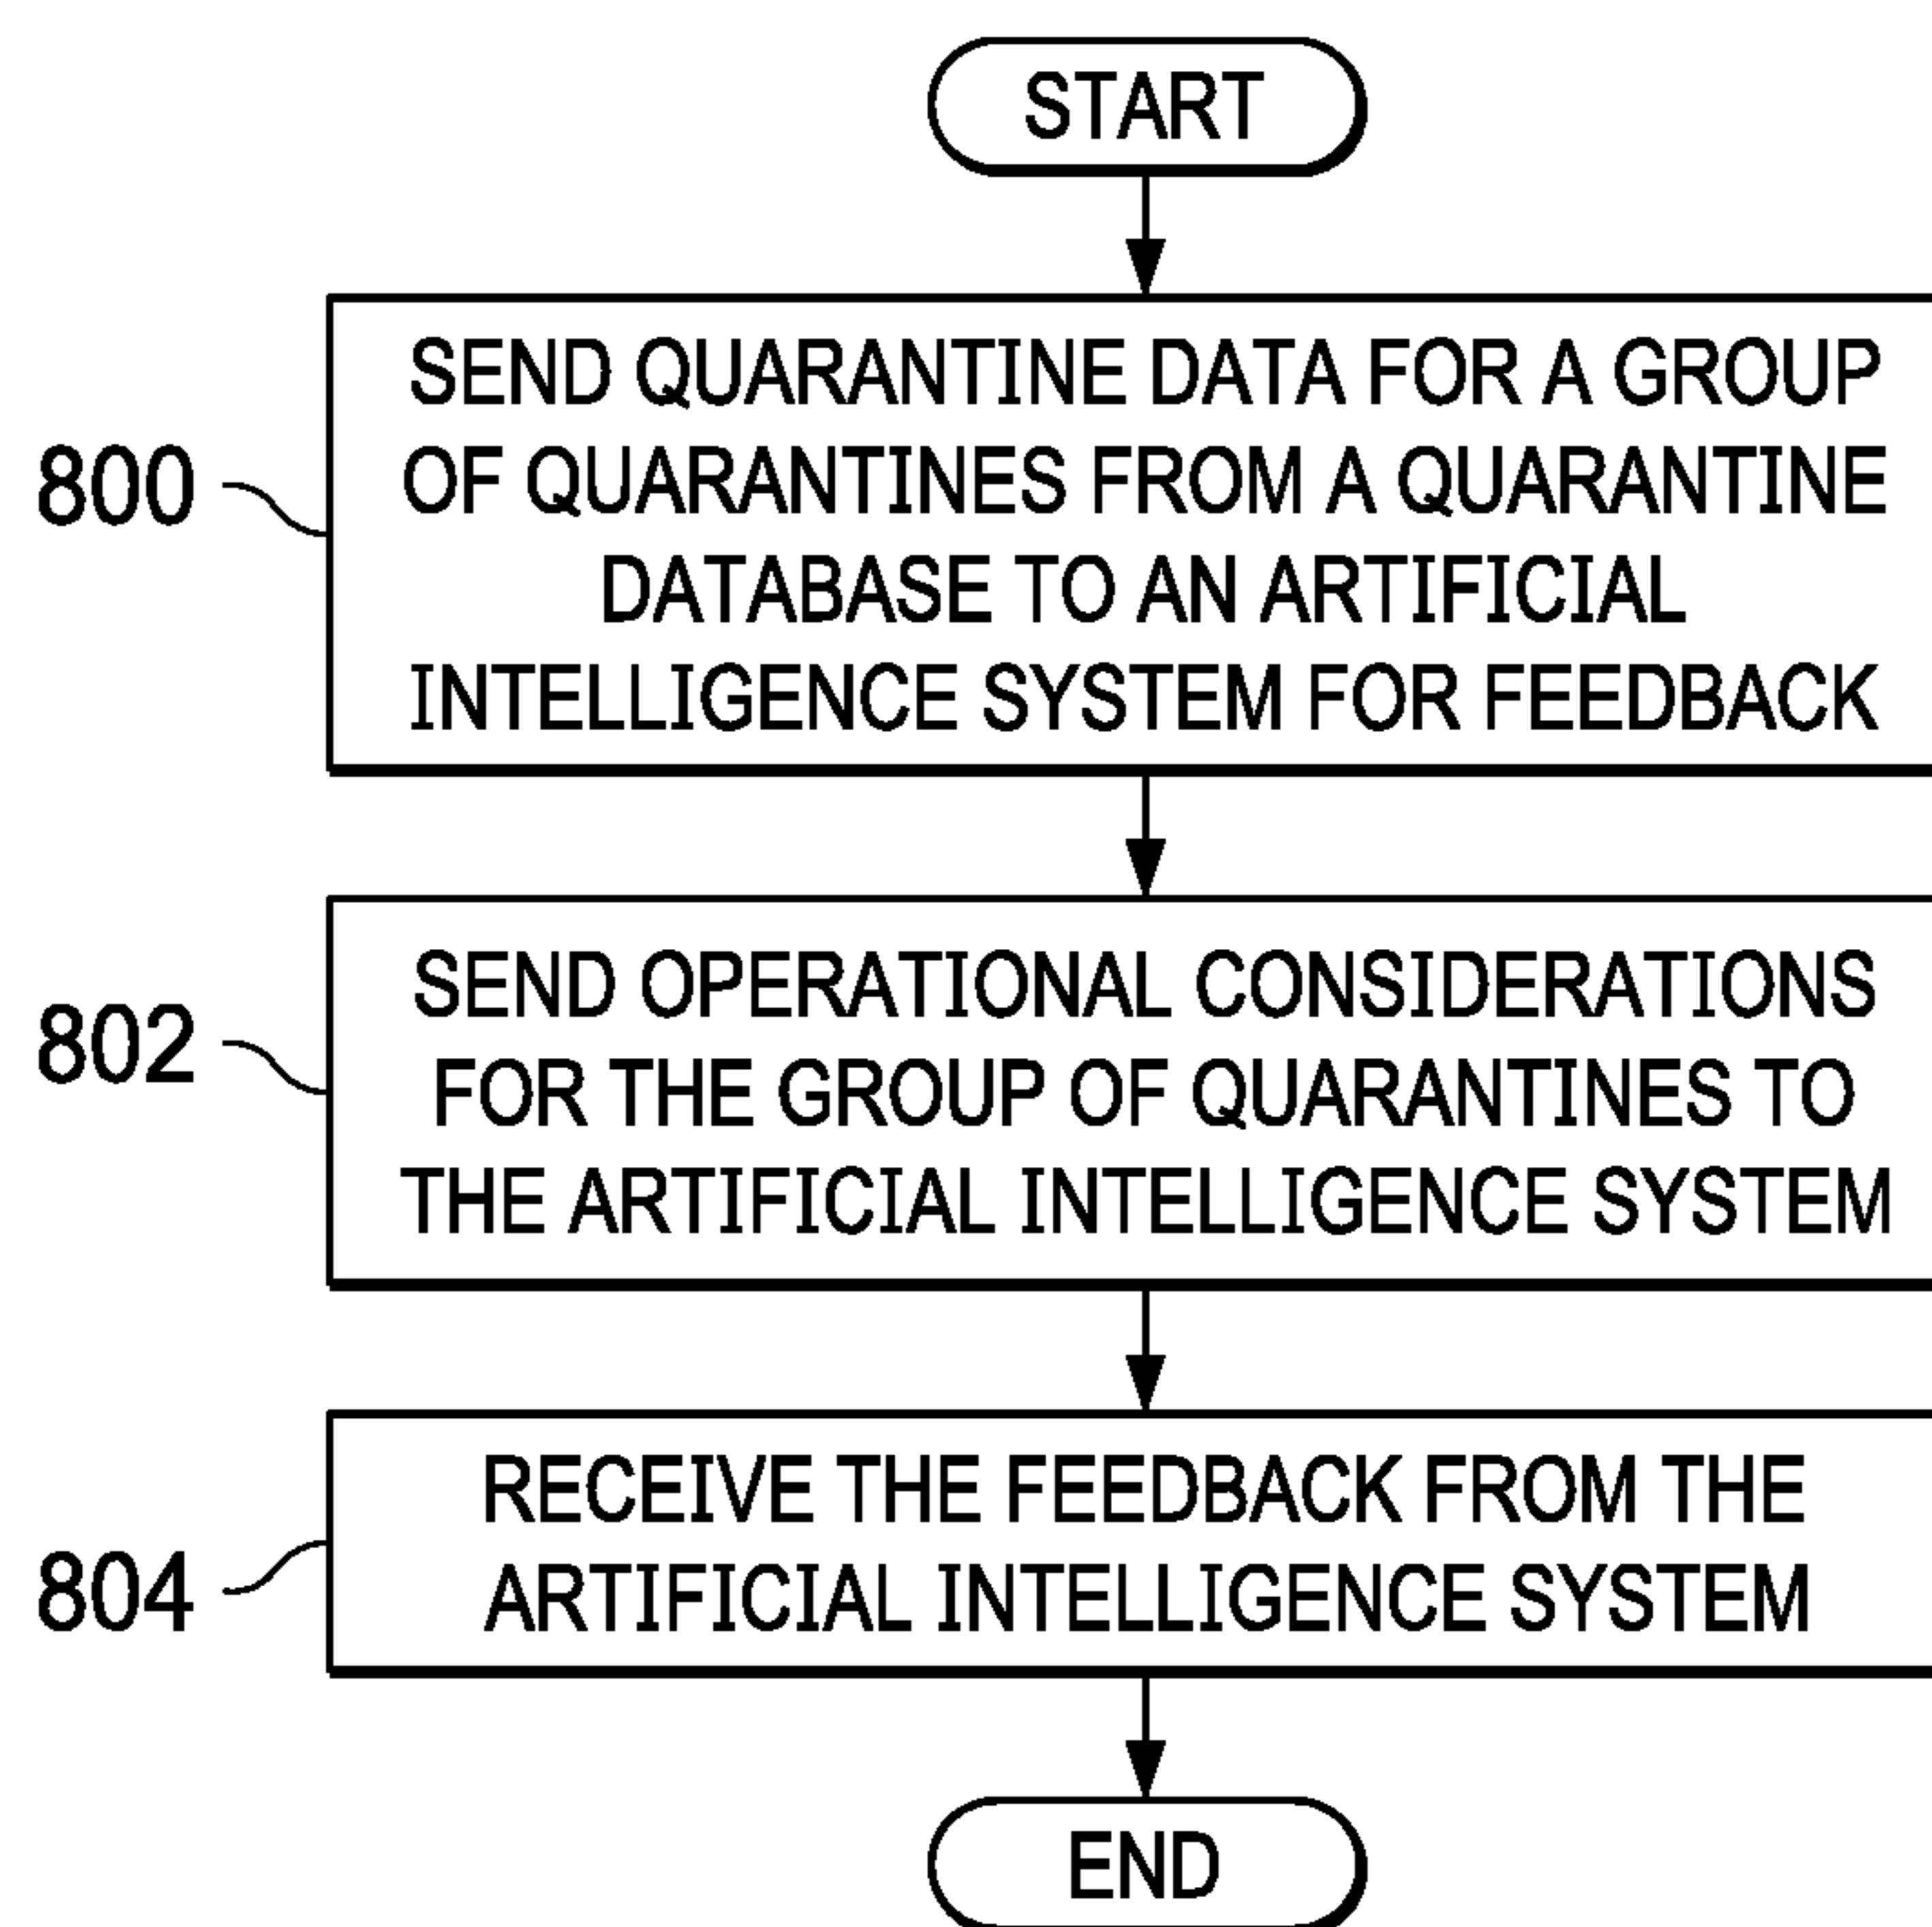 START
SEND QUARANTINE DATA FOR A GROUP
OF QUARANTINES FROM A QUARANTINE
DATABASE TO AN ARTIFICIAL
INTELLIGENCE SYSTEM FOR FEEDBACK
800
SEND OPERATIONAL CONSIDERATIONS
FOR THE GROUP OF QUARANTINES TO
THE ARTIFICIAL INTELLIGENCE SYSTEM
802
RECEIVE THE FEEDBACK FROM THE
ARTIFICIAL INTELLIGENCE SYSTEM
804
END